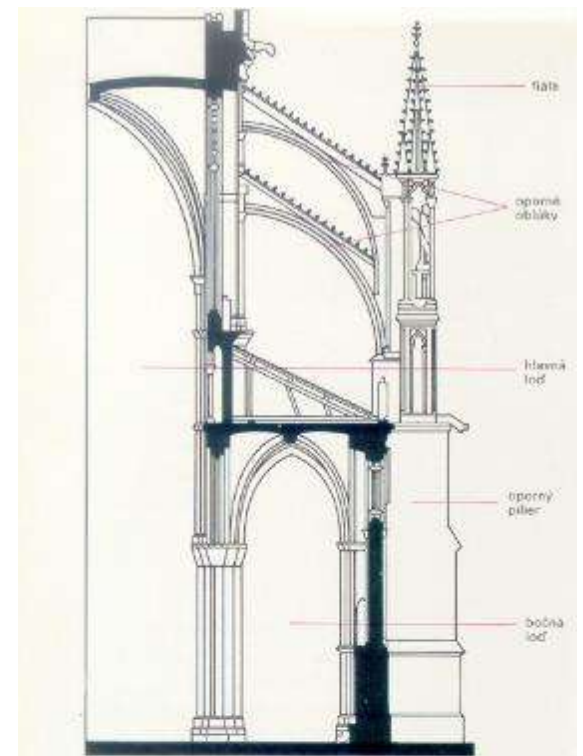 fiála
oporné
oblúky
hlavná
loď
oporný
pilier
bočná
loď